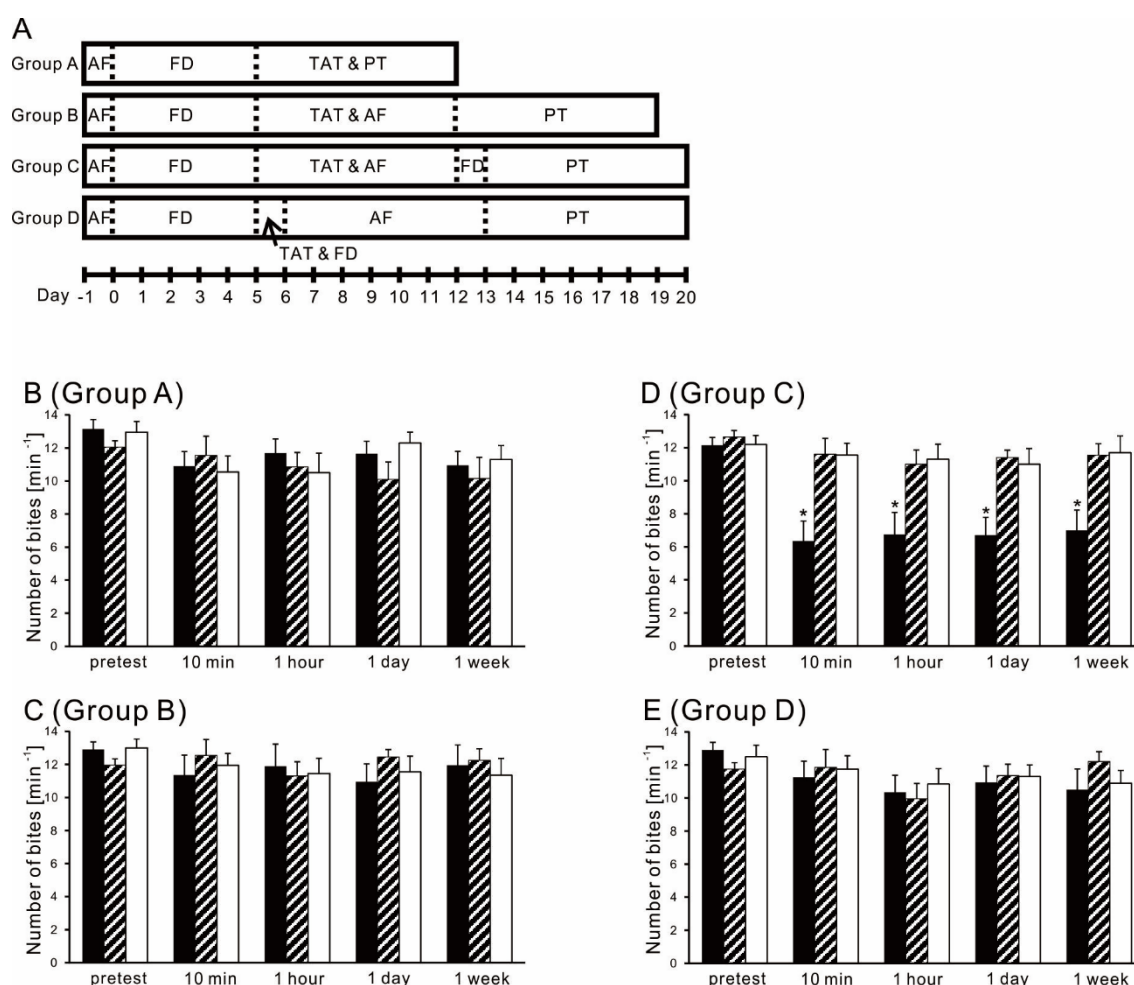 A
Group A AF FD TAT & PT
Group B AF FD TAT & AF PT
Group C AF FD TAT & AF FD PT
Group D AF FD AF PT
TAT & FD
Day -1 0 1 2 3 4 5 6 7 8 9 10 11 12 13 14 15 16 17 18 19 20
B (Group A)
Number of bites [min -1]
14
12
10
8
6
4
2
0
pretest 10 min 1 hour 1 day 1 week
D (Group C)
Number of bites [min -1]
14
12
10
8
6
4
2
0
* * * *
pretest 10 min 1 hour 1 day 1 week
C (Group B)
Number of bites [min -1]
14
12
10
8
6
4
2
0
pretest 10 min 1 hour 1 day 1 week
E (Group D)
Number of bites [min -1]
14
12
10
8
6
4
2
0
pretest 10 min 1 hour 1 day 1 week